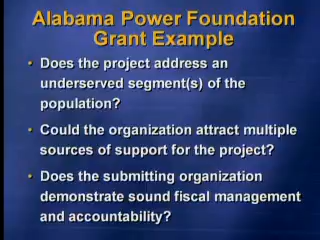 Alabama Power Foundation
Grant Example
• Does the project address an
underserved segment(s) of the
population?
• Could the organization attract multiple
sources of support for the project?
• Does the submitting organization
demonstrate sound fiscal management
and accountability?